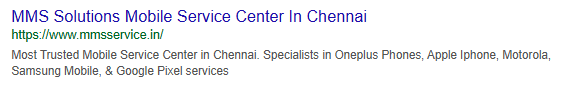 MMS Solutions Mobile Service Center In Chennai
https://www.mmsservice.in/
Most Trusted Mobile Service Center in Chennai. Specialists in Oneplus Phones, Apple Iphone, Motorola,
Samsung Mobile, & Google Pixel services